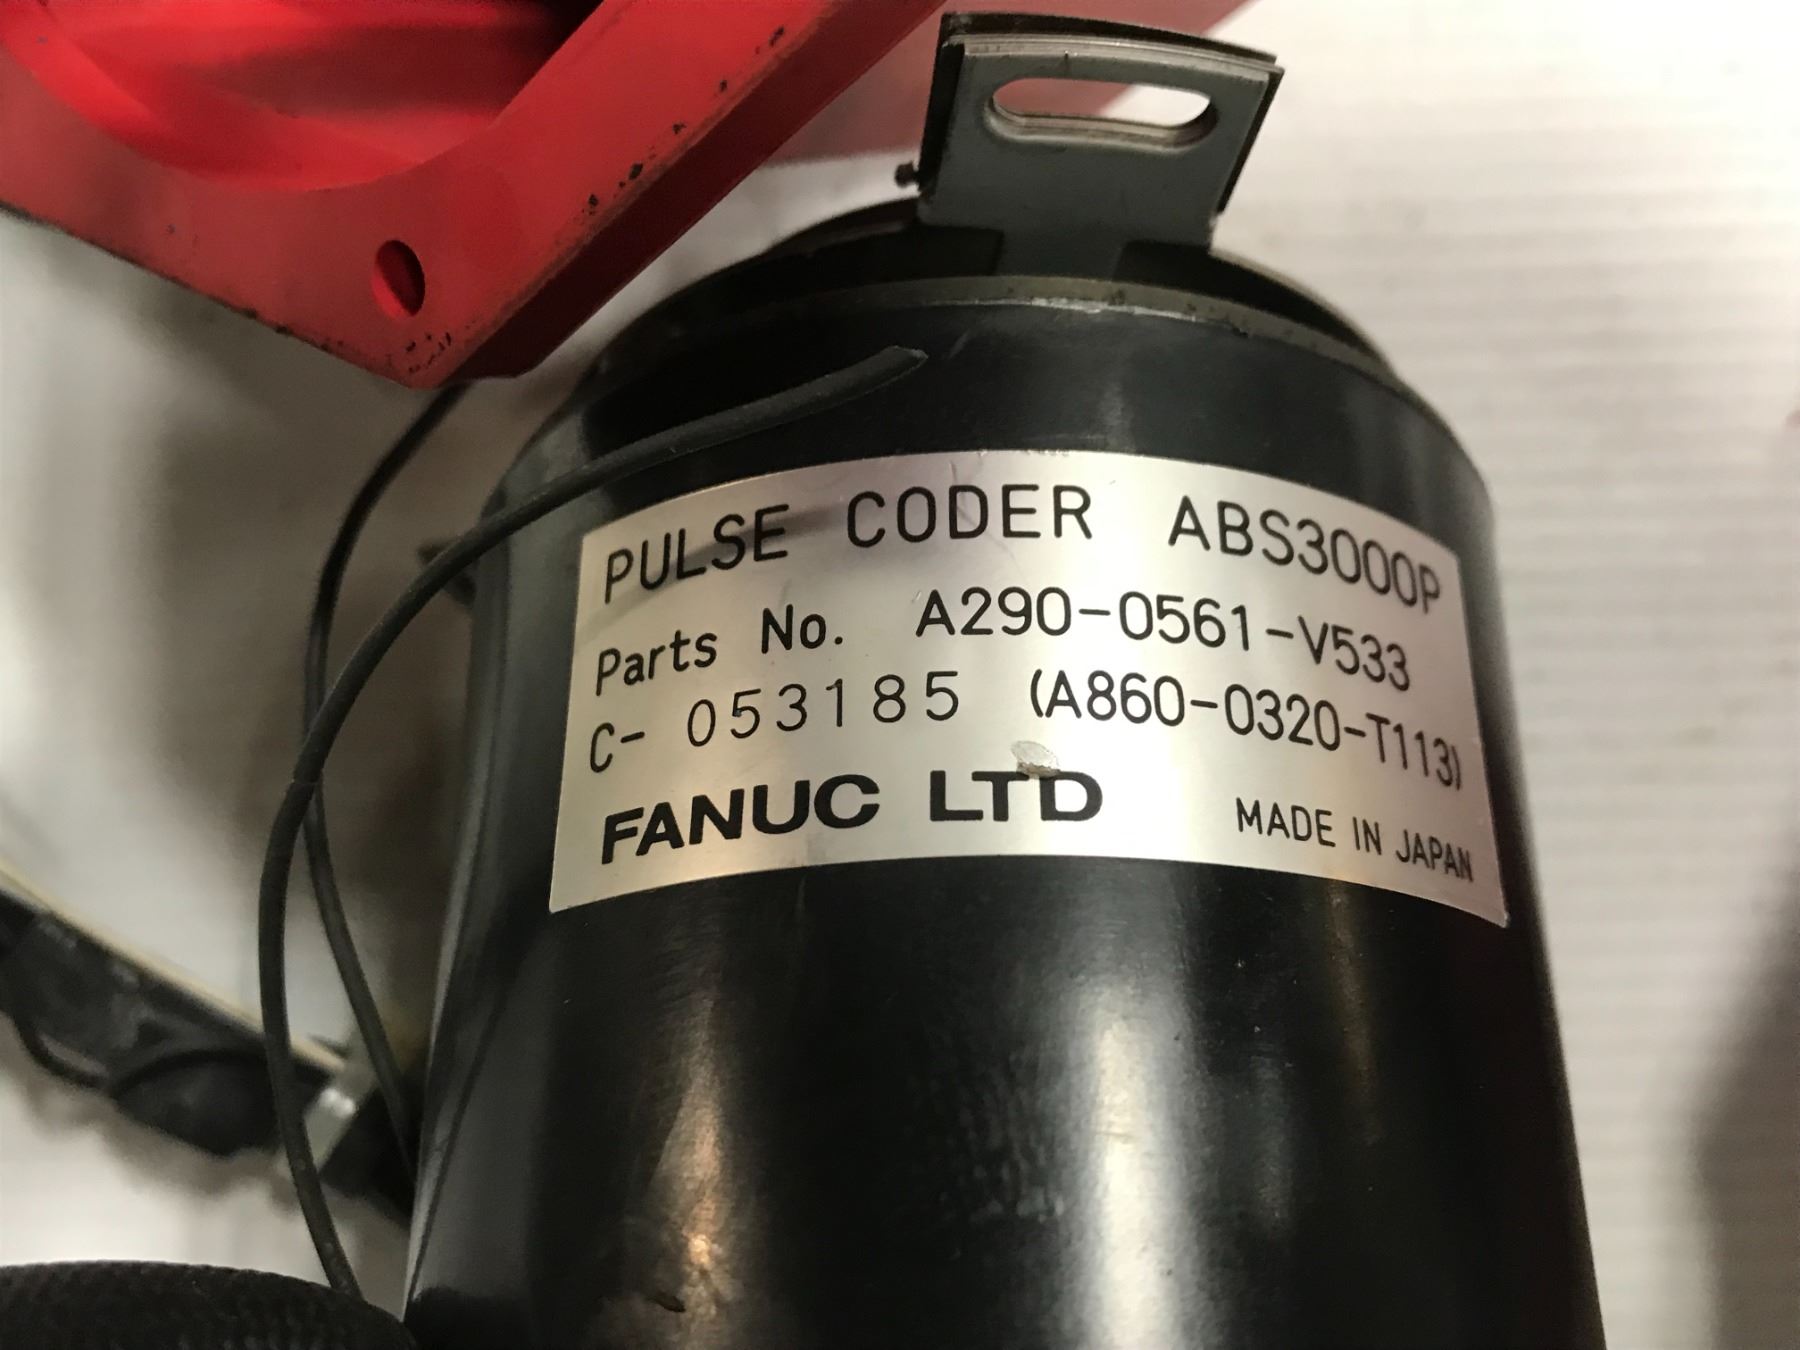 PULSE CODER ABS3000P
Parts No. A290-0561-V533
C- 053185 (A860-0320-T113)
FANUC LTD MADE IN JAPAN